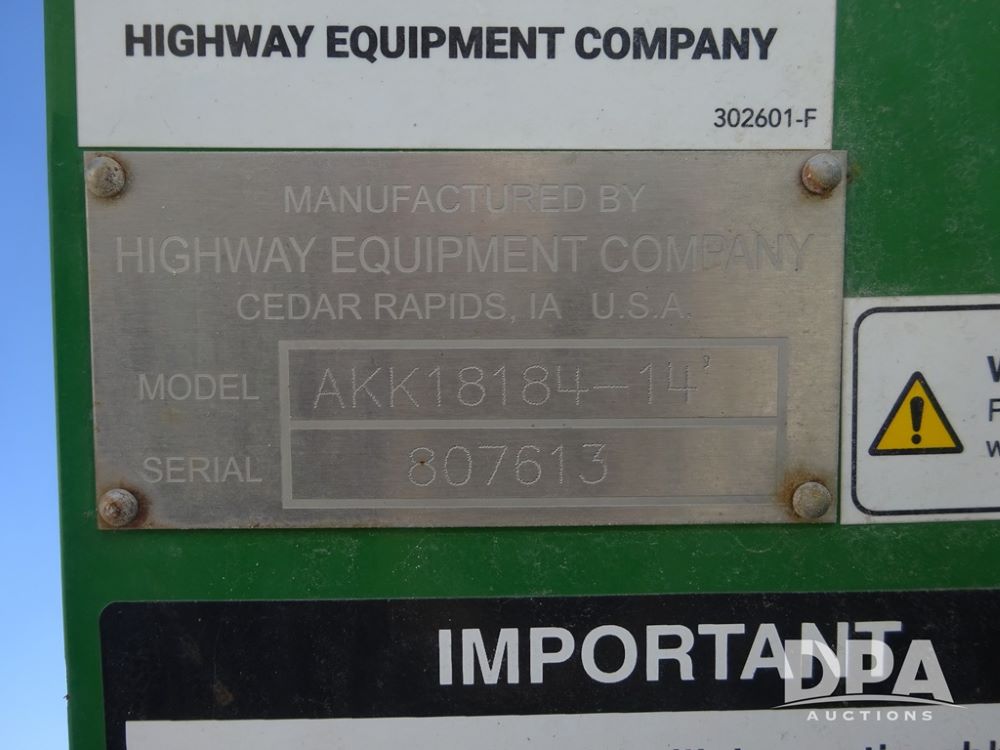 HIGHWAY EQUIPMENT COMPANY
302601-F
MANUFACTURED BY
HIGHWAY EQUIPMENT COMPANY
CEDAR RAPIDS, IA U.S.A.
MODEL AKK18184-14'
SERIAL 807613
IMPORTANT
DPA
AUCTIONS